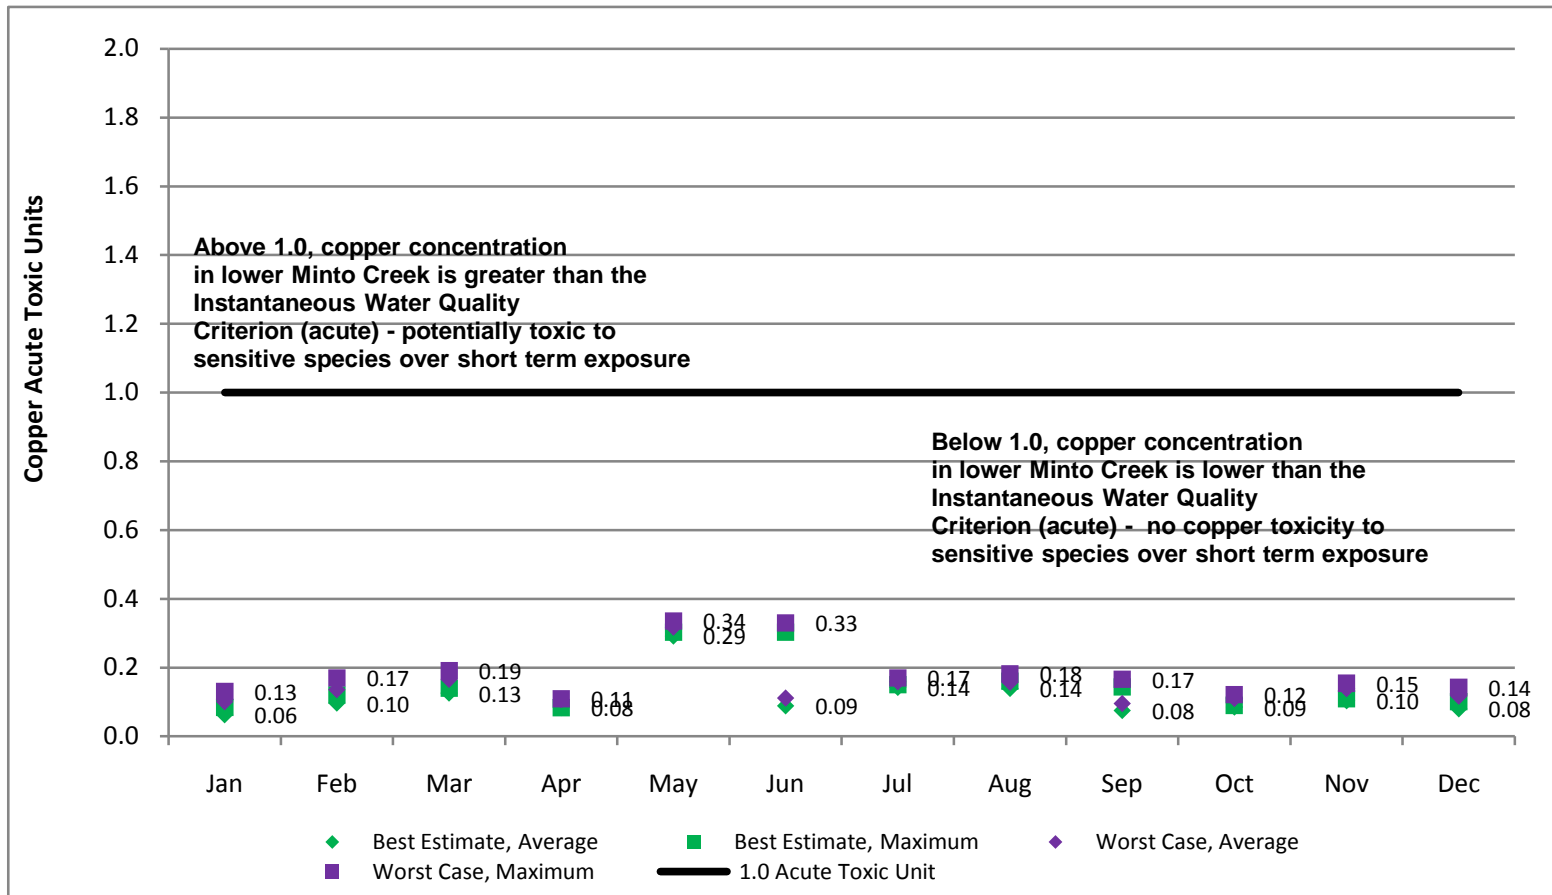 2.0
1.8
1.6
1.4
1.2
1.0
0.8
0.6
0.4
0.2
0.0
Copper Acute Toxic Units
Above 1.0, copper concentration
in lower Minto Creek is greater than the
Instantaneous Water Quality
Criterion (acute) - potentially toxic to
sensitive species over short term exposure
Below 1.0, copper concentration
in lower Minto Creek is lower than the
Instantaneous Water Quality
Criterion (acute) -  no copper toxicity to
sensitive species over short term exposure
0.13 0.17 0.19 0.11 0.34 0.33 0.17 0.18 0.17 0.12 0.15 0.14
0.06 0.10 0.13 0.08 0.29 0.09 0.14 0.14 0.08 0.09 0.10 0.08
Jan Feb Mar Apr May Jun Jul Aug Sep Oct Nov Dec
Best Estimate, Average Best Estimate, Maximum Worst Case, Average
Worst Case, Maximum 1.0 Acute Toxic Unit